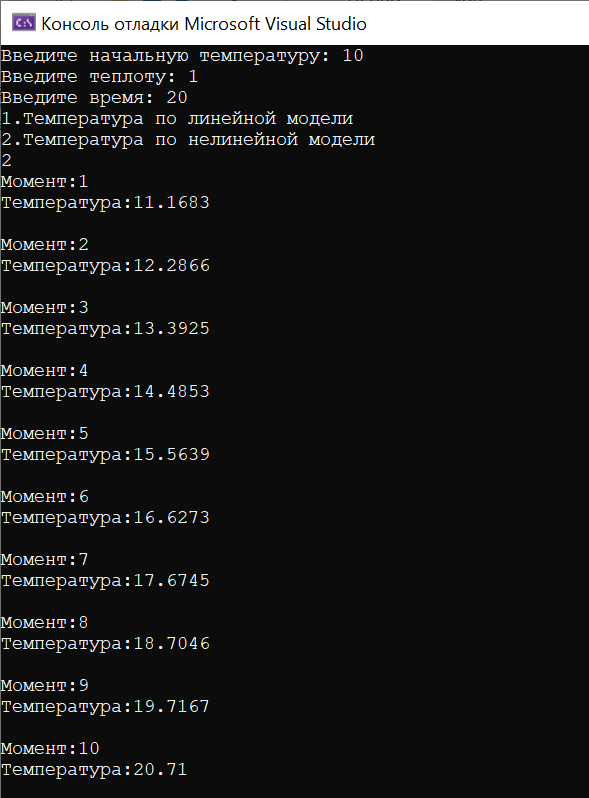 Консоль отладки Microsoft Visual Studio
Введите начальную температуру: 10
Введите теплоту: 1
Введите время: 20
1.Температура по линейной модели
2.Температура по нелинейной модели
2
Момент:1
Температура:11.1683
Момент:2
Температура:12.2866
Момент:3
Температура:13.3925
Момент:4
Температура:14.4853
Момент:5
Температура:15.5639
Момент:6
Температура:16.6273
Момент:7
Температура:17.6745
Момент:8
Температура:18.7046
Момент:9
Температура:19.7167
Момент:10
Температура:20.71